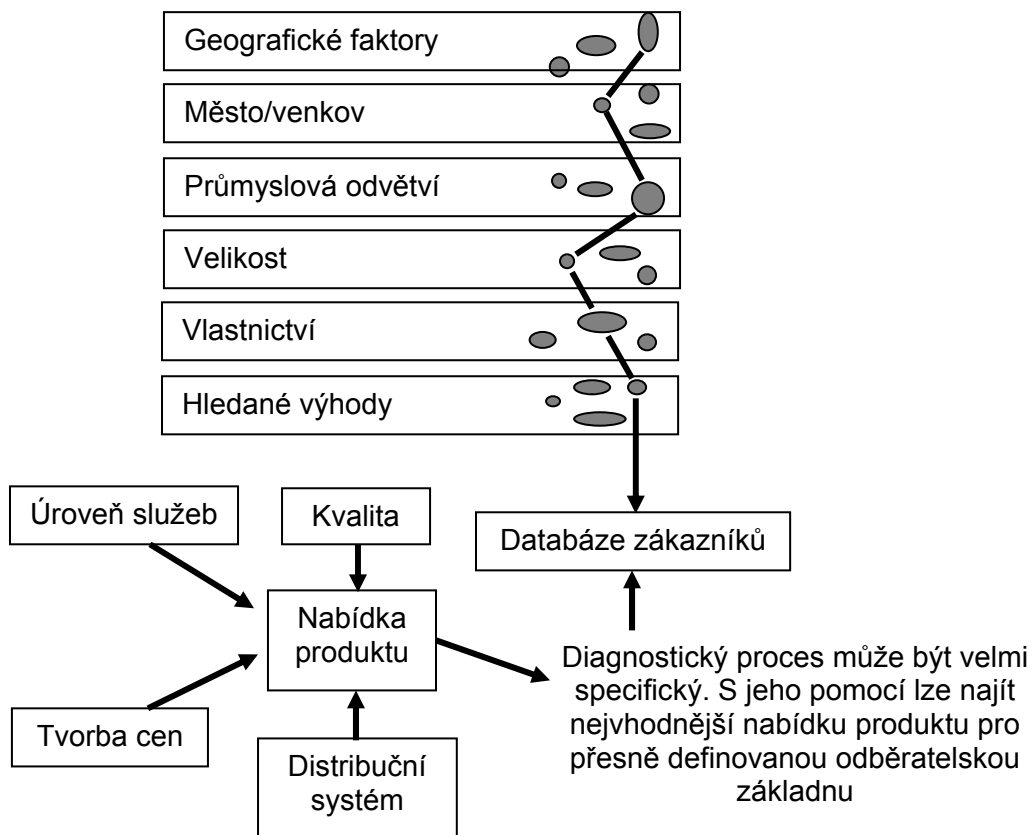 Geografické faktory
Město/venkov
Průmyslová odvětví
Velikost
Vlastnictví
Hledané výhody
Úroveň služeb
Kvalita
Databáze zákazníků
Nabídka
produktu
Tvorba cen
Distribuční
systém
Diagnostický proces může být velmi
specifický. S jeho pomocí lze najít
nejvhodnější nabídku produktu pro
přesně definovanou odběratelskou
základnu